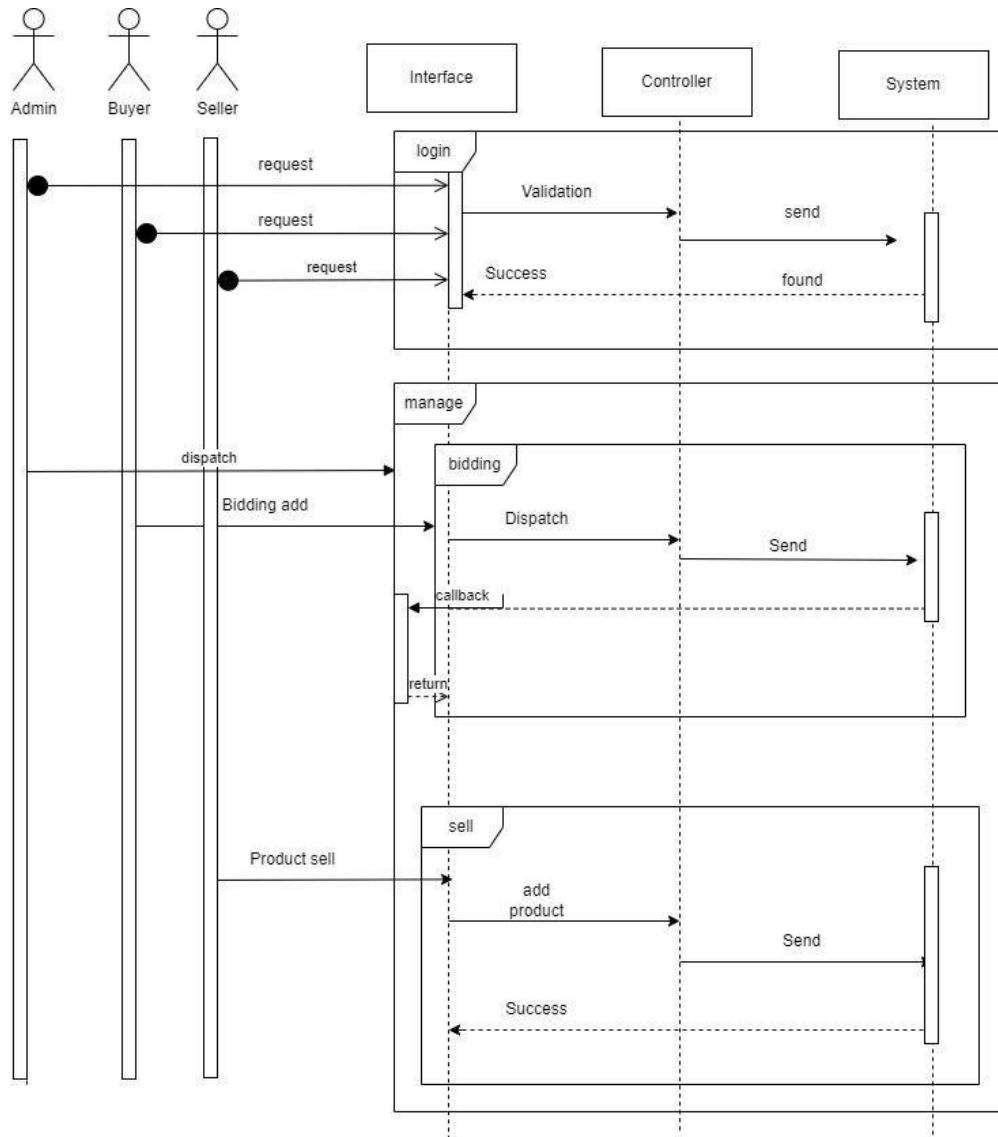 Admin
Buyer
Seller
Interface
Controller
System
login
request
Validation
request
send
request
Success
found
manage
dispatch
bidding
Bidding add
Dispatch
Send
callback
return
sell
Product sell
add
product
Send
Success